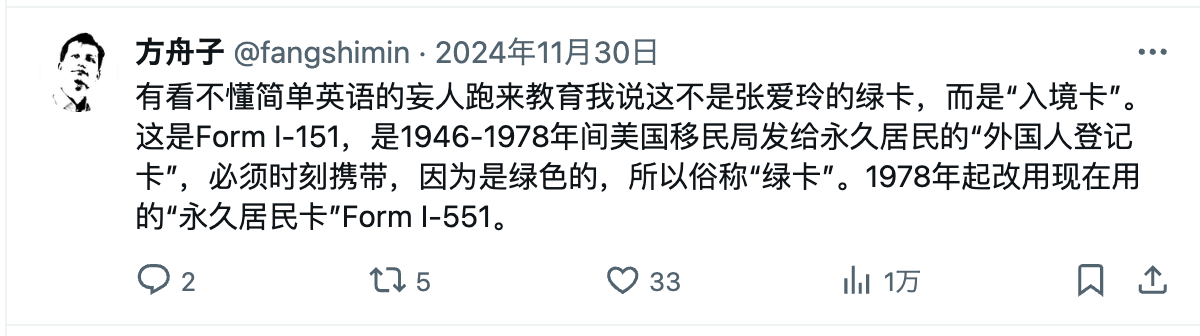 方舟子 @fangshimin · 2024年11月30日
有看不懂简单英语的妄人跑来教育我说这不是张爱玲的绿卡，而是“入境卡”。
这是Form I-151，是1946-1978年间美国移民局发给永久居民的“外国人登记
卡”，必须时刻携带，因为是绿色的，所以俗称“绿卡”。1978年起改用现在用
的“永久居民卡”Form I-551。
2 5 33 1万